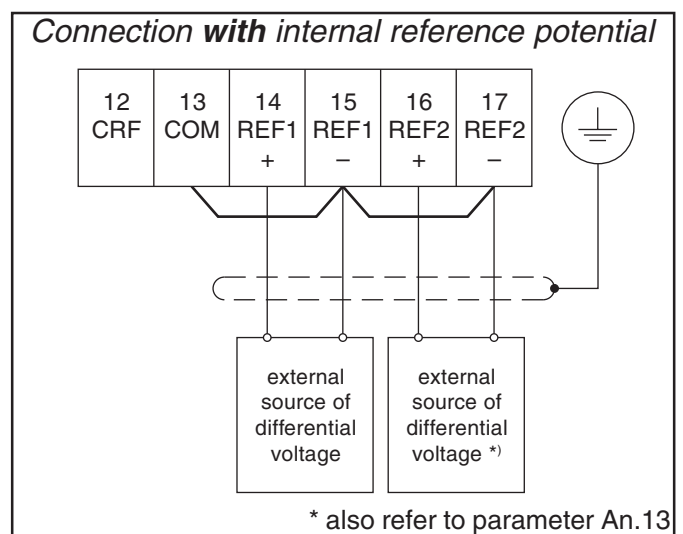 Connection with internal reference potential
12 13 14 15 16 17
CRF COM REF1 REF1 REF2 REF2
+ – + –
external external
source of source of
differential differential
voltage voltage *)
* also refer to parameter An.13